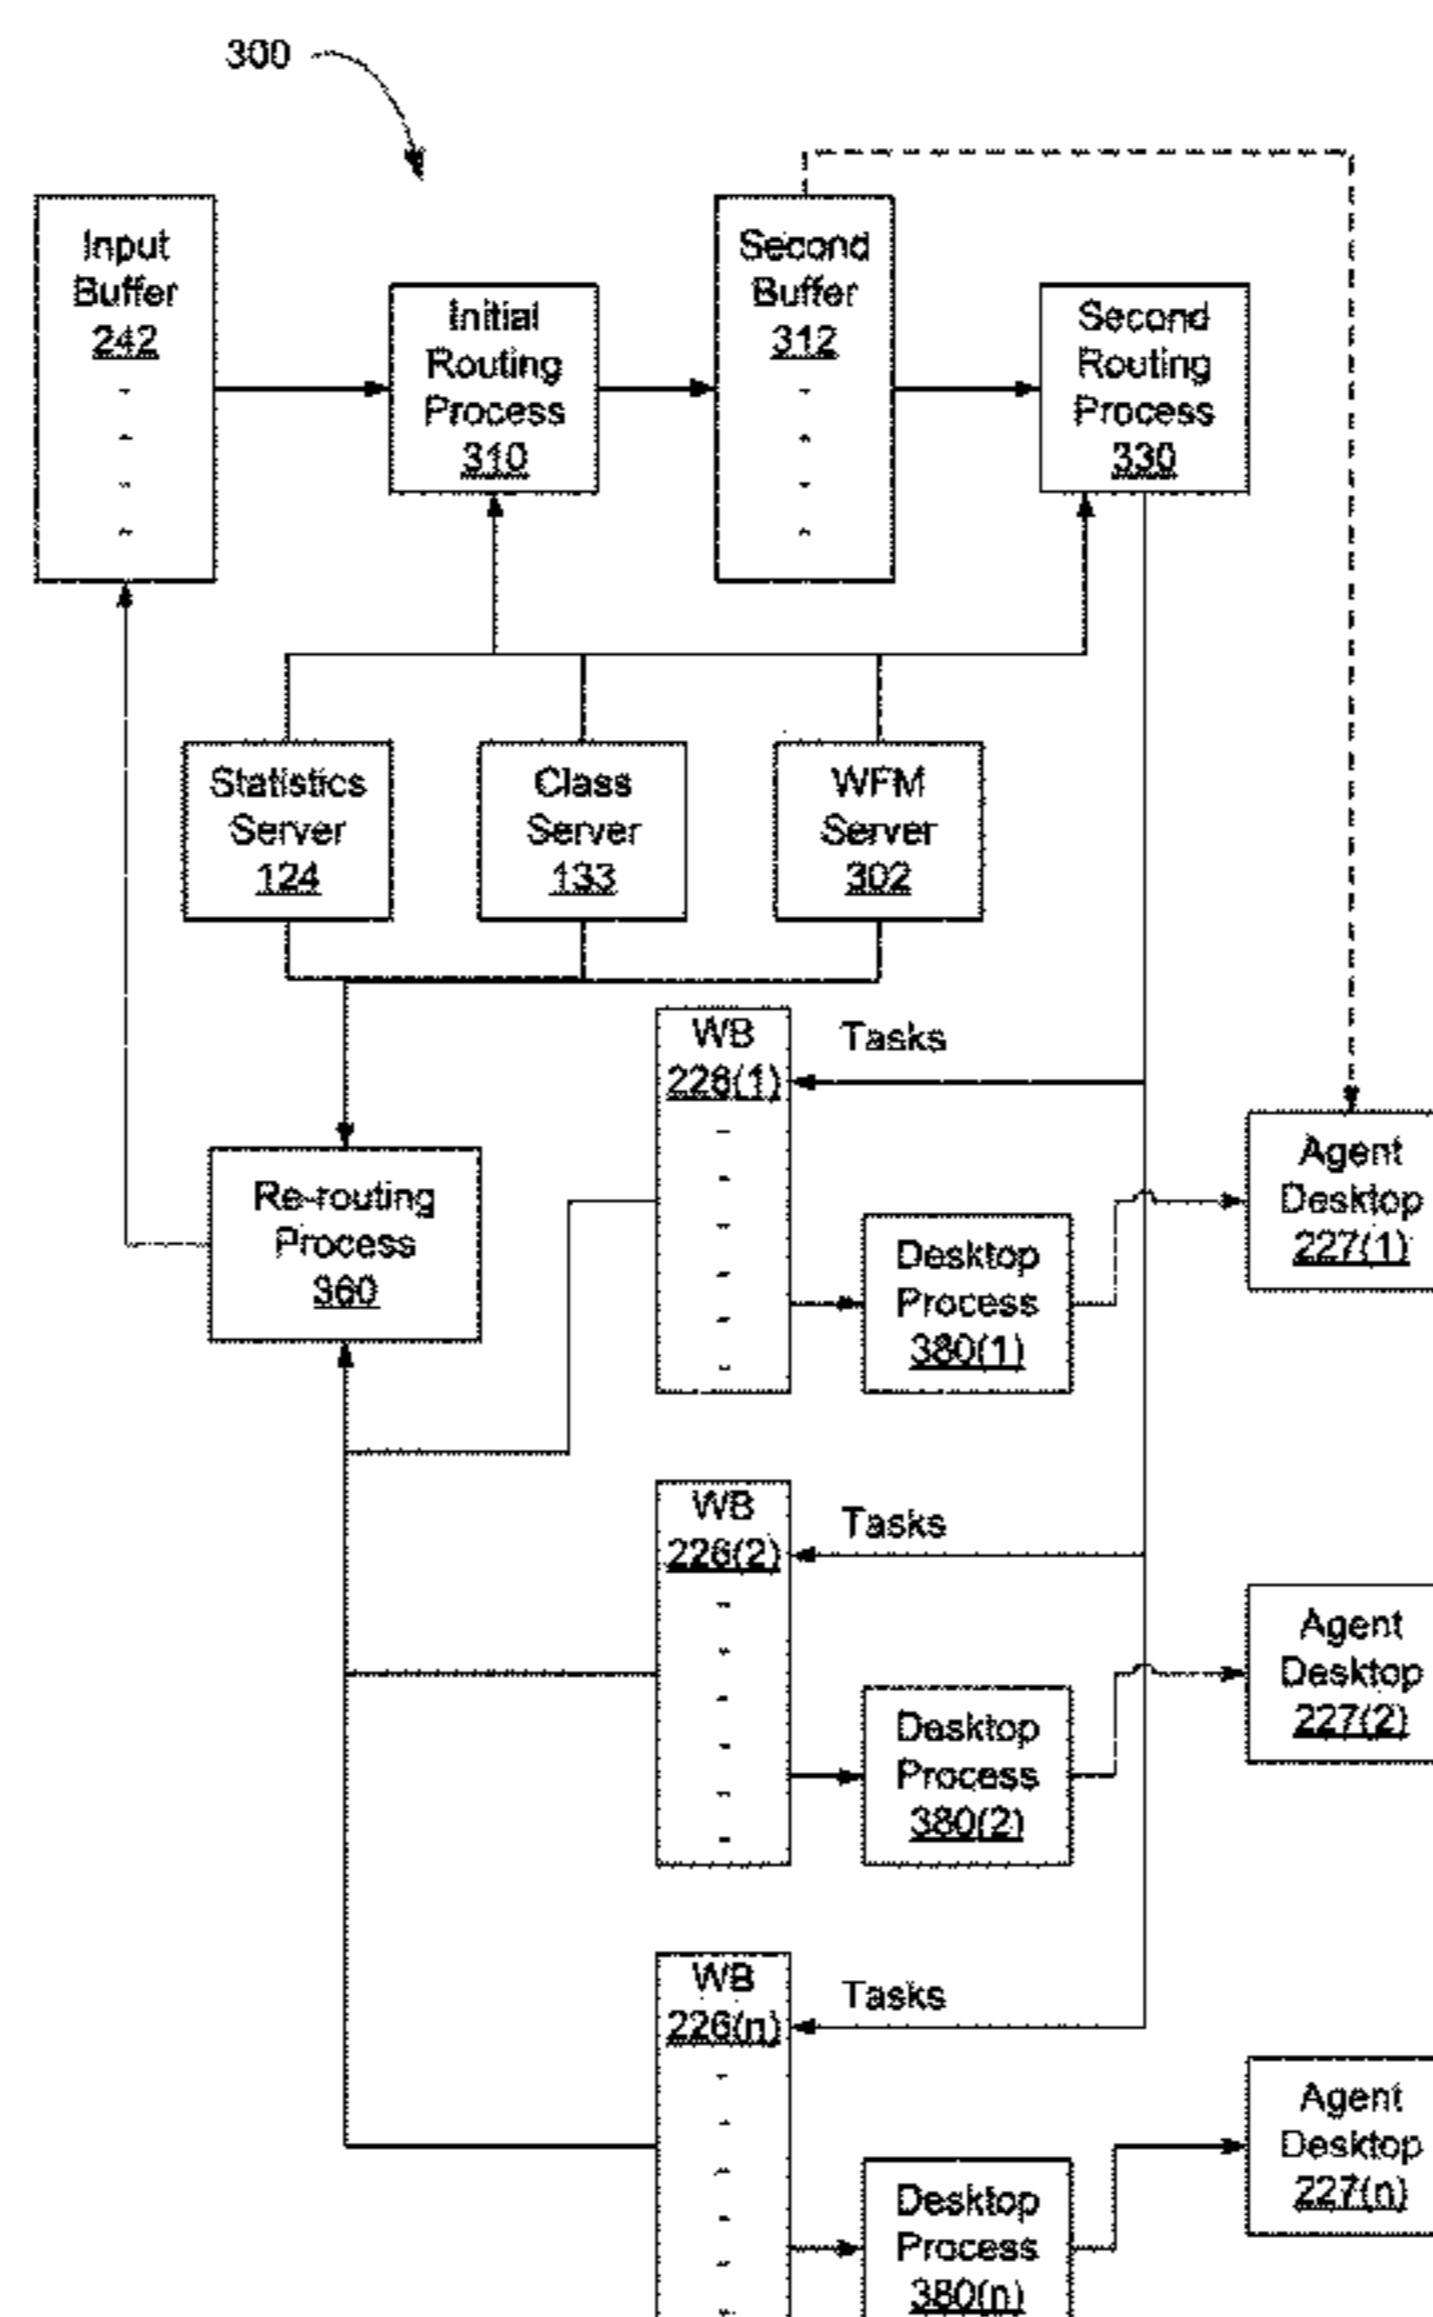 300
Input
Buffer
242
Initial
Routing
Process
310
Second
Buffer
312
Second
Routing
Process
330
Statistics
Server
124
Class
Server
133
WFM
Server
302
Re-routing
Process
360
WB
226(1)
Tasks
Desktop
Process
380(1)
Agent
Desktop
227(1)
WB
226(2)
Tasks
Desktop
Process
380(2)
Agent
Desktop
227(2)
WB
226(n)
Tasks
Desktop
Process
380(n)
Agent
Desktop
227(n)